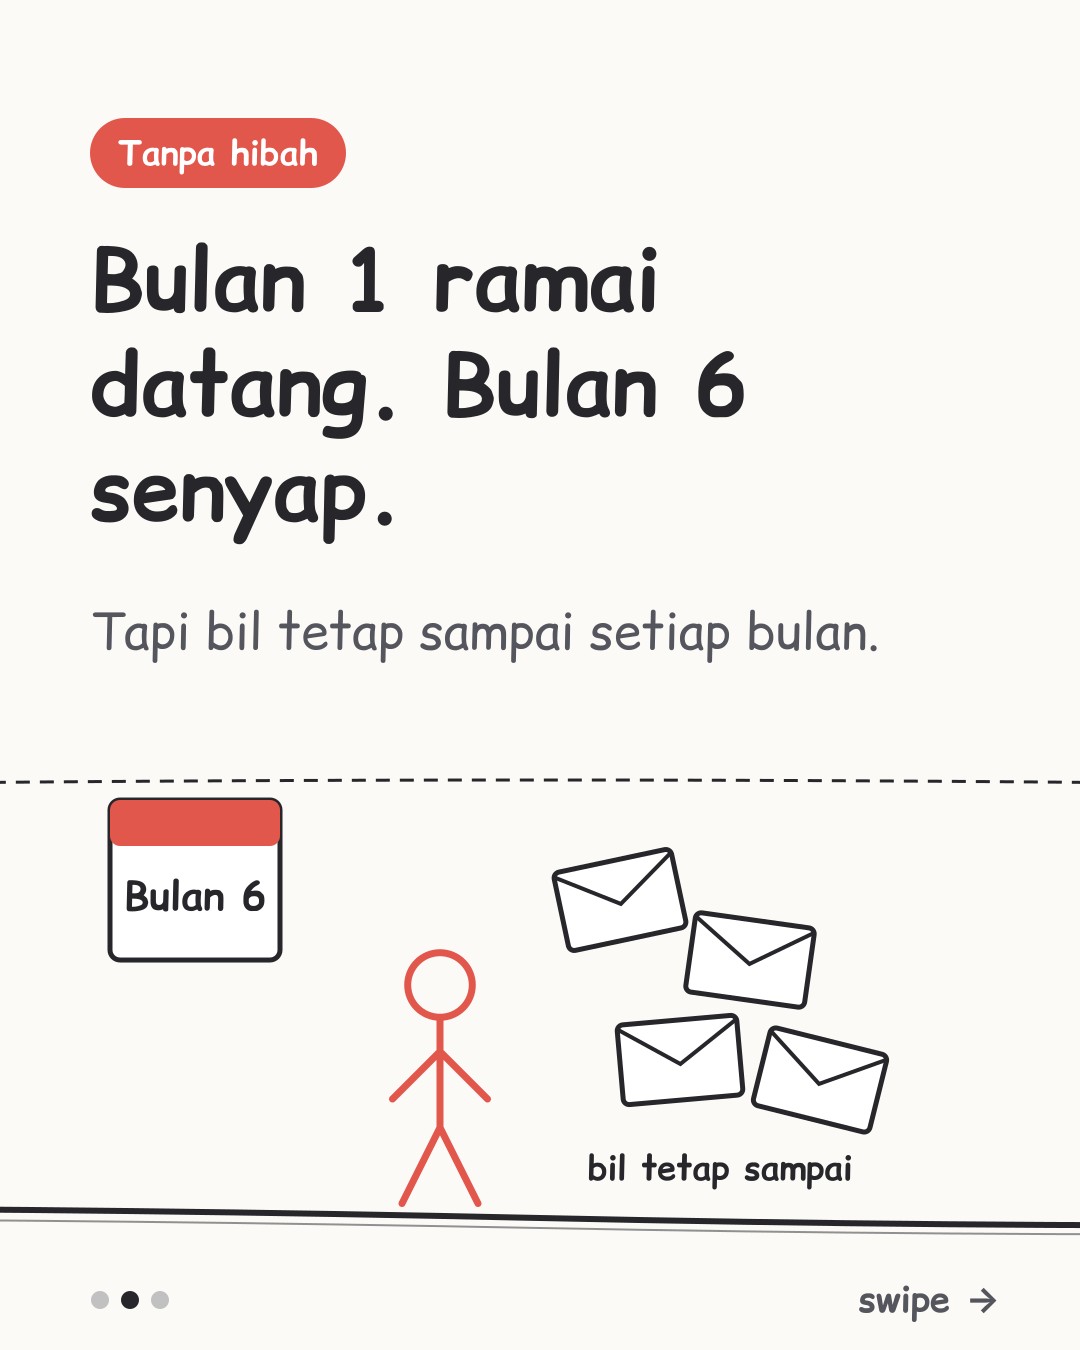 Tanpa hibah
Bulan 1 ramai
datang. Bulan 6
senyap.
Tapi bil tetap sampai setiap bulan.
Bulan 6
bil tetap sampai
swipe →